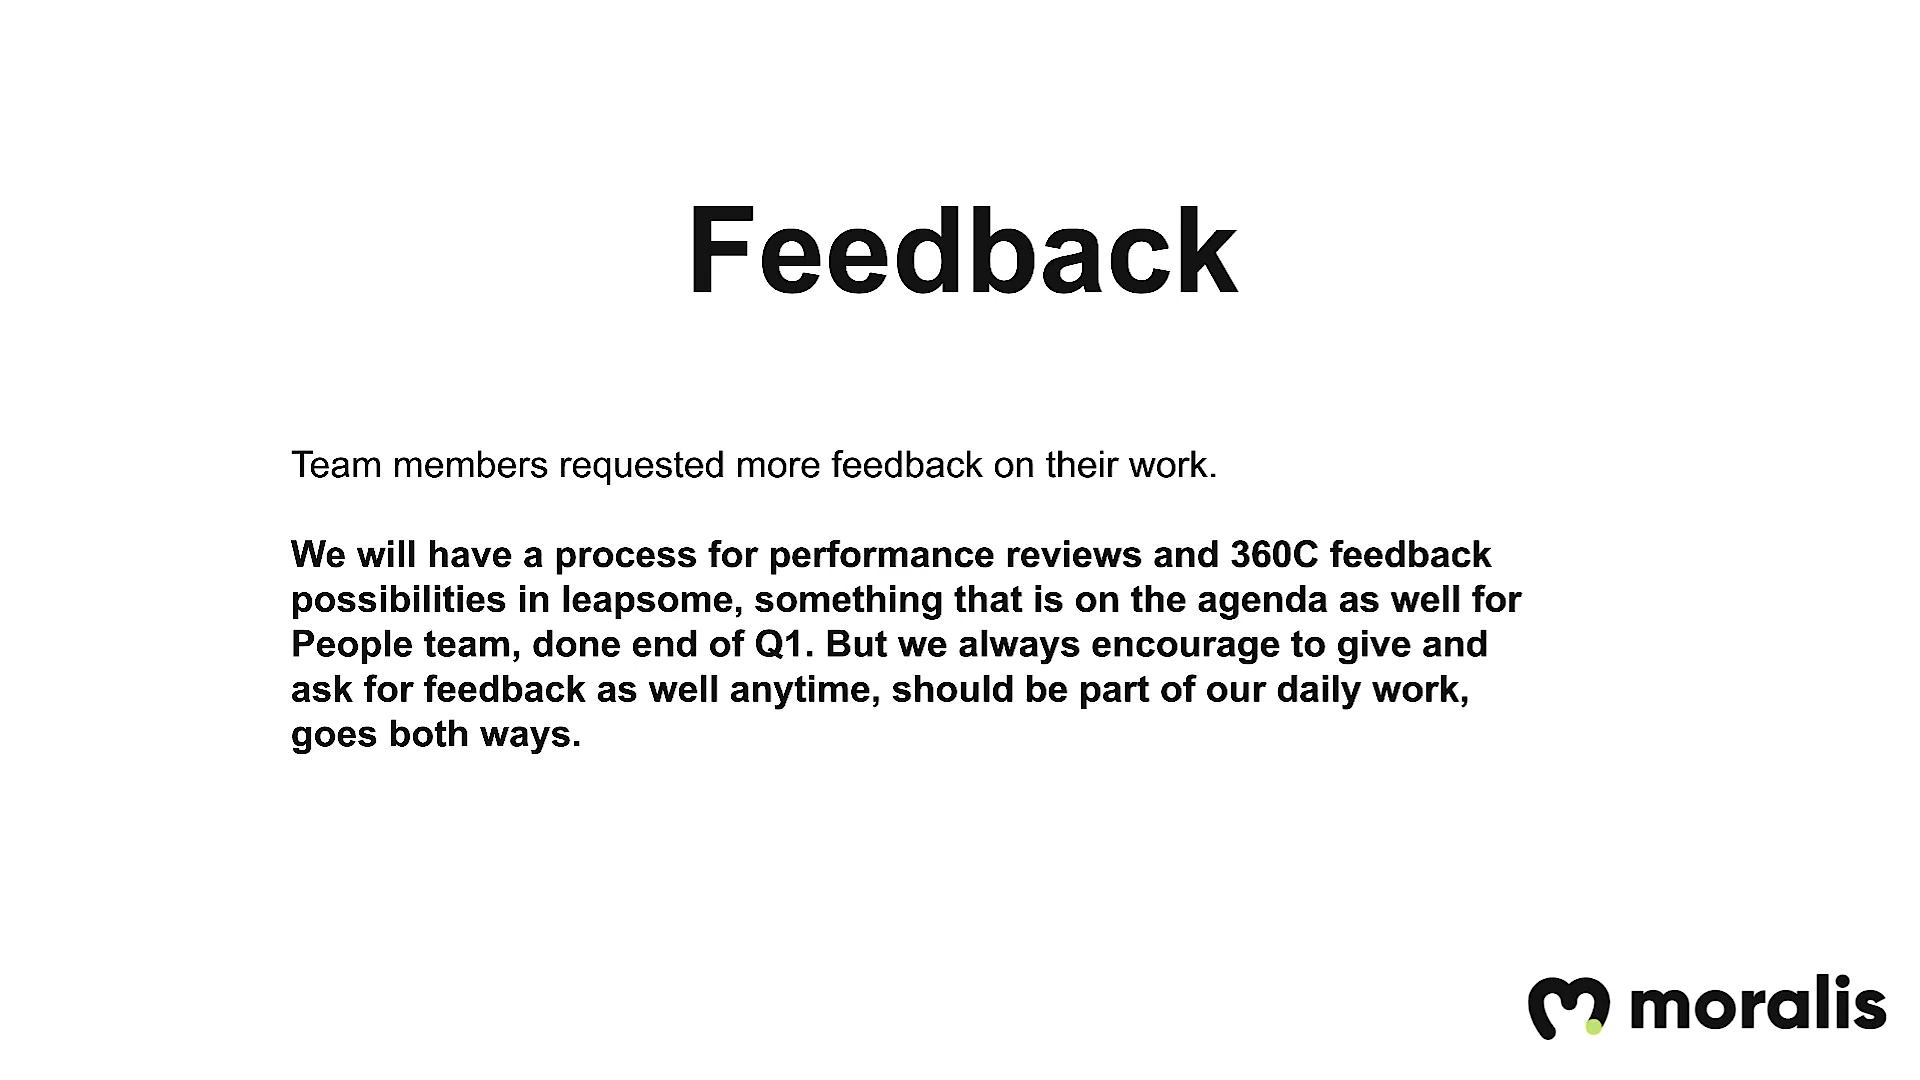 Feedback
Team members requested more feedback on their work.
We will have a process for performance reviews and 360C feedback
possibilities in leapsome, something that is on the agenda as well for
People team, done end of Q1. But we always encourage to give and
ask for feedback as well anytime, should be part of our daily work,
goes both ways.
moralis